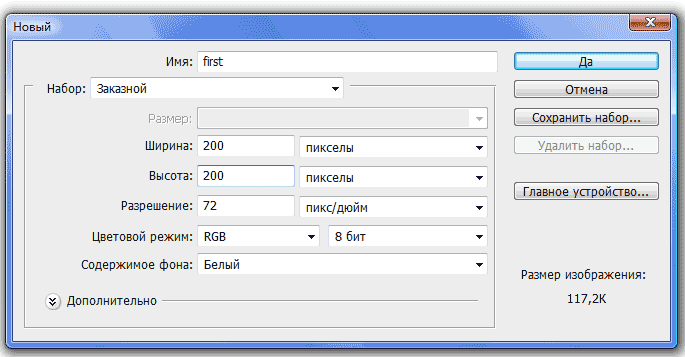 Новый
Имя: first
Да
Набор: Заказной
Отмена
Размер:
Сохранить набор...
Ширина: 200 пикселы
Удалить набор...
Высота: 200 пикселы
Главное устройство...
Разрешение: 72 пикс/дюйм
Цветовой режим: RGB 8 бит
Содержимое фона: Белый
Размер изображения:
117,2K
Дополнительно